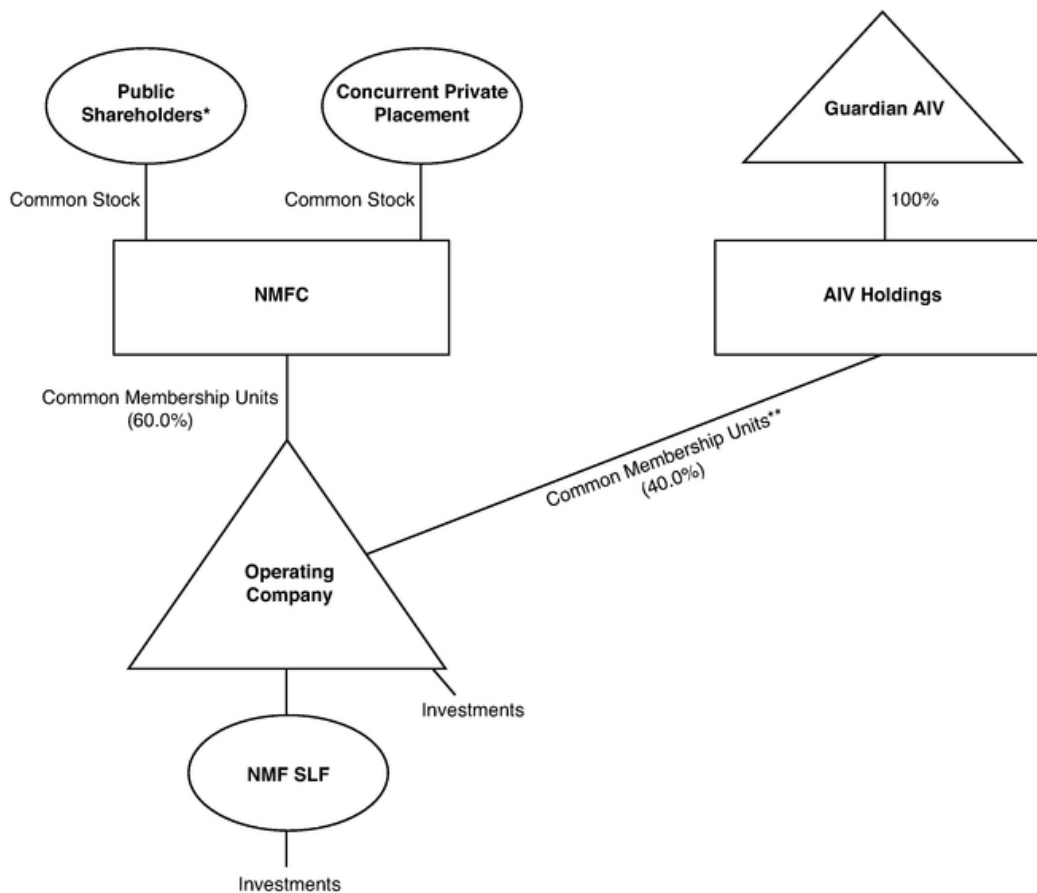 Public
Shareholders*
Concurrent Private
Placement
Guardian AIV
Common Stock
Common Stock
100%
NMFC
AIV Holdings
Common Membership Units
(60.0%)
Common Membership Units**
(40.0%)
Operating
Company
Investments
NMF SLF
Investments